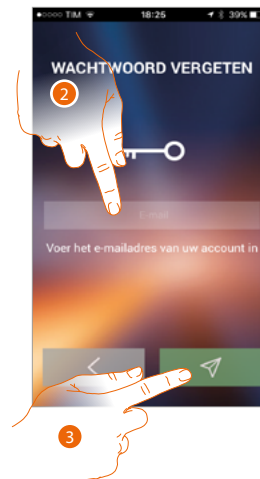 TIM 18:25 39%
WACHTWOORD VERGETEN
2
E-mail
Voer het e-mailadres van uw account in
3